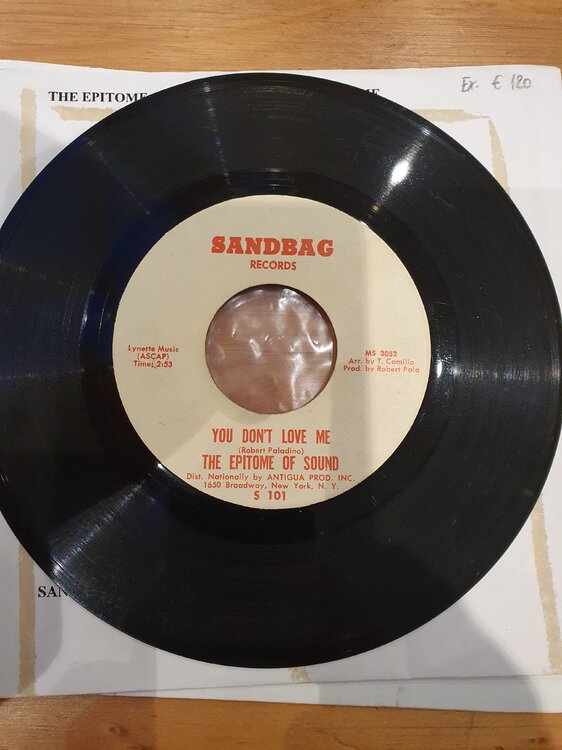 THE EPITOME
Ex. € 120
SANDBAG
RECORDS
Lynette Music
(ASCAP)
Time: 2:53
MS 3052
Arr. by T. Camillo
Prod. by Robert Pala
YOU DON'T LOVE ME
(Robert Paladino)
THE EPITOME OF SOUND
Dist. Nationally by ANTIGUA PROD. INC.
1650 Broadway, New York, N. Y.
S 101
SAN